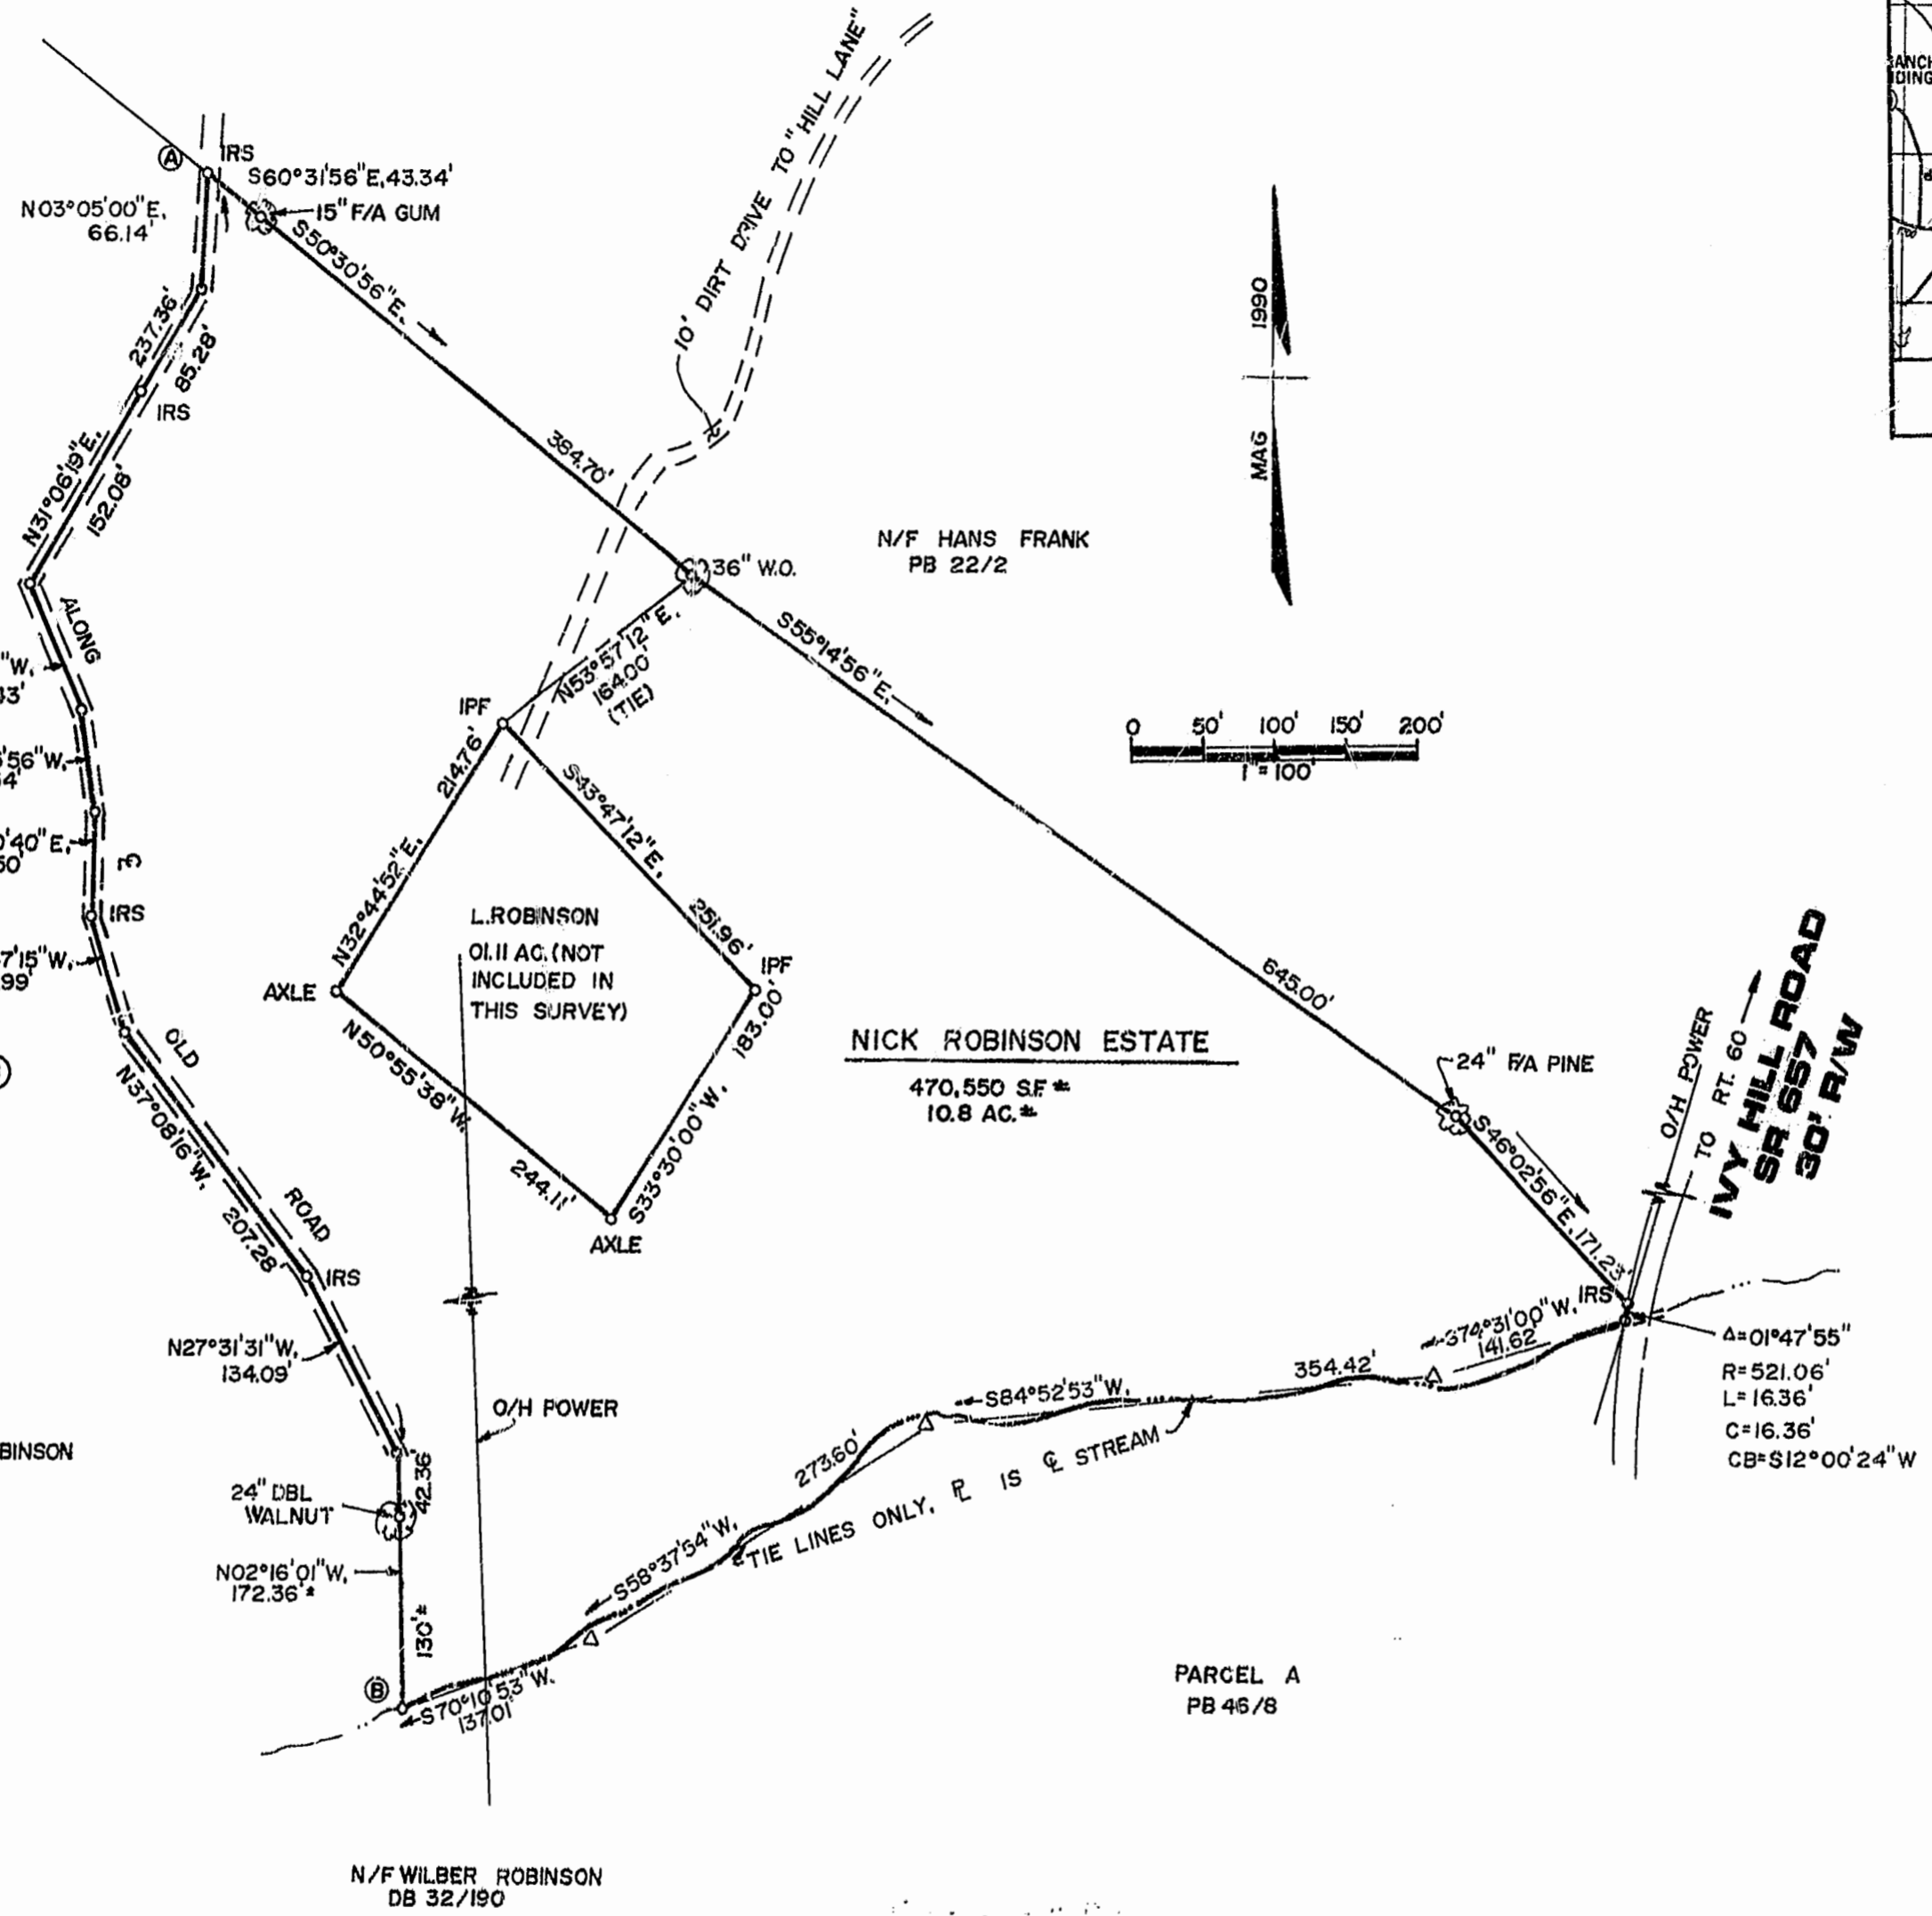 10' DIRT DRIVE TO "HILL LANE"
Ⓐ
IRS
S60°31'56"E,43.34'
15" F/A GUM
N03°05'00"E,
66.14'
S50°30'56"E.
384.70'
237.36'
85.28'
IRS
N31°06'19"E.
152.08'
1990
MAG
N/F HANS FRANK
PB 22/2
36" W.O.
N53°57'12"E.
164.00'
(TIE)
S55°14'56"E.
645.00'
0 50' 100' 150' 200'
1"=100'
ALONG
"W,
IPF
214.76'
N32°44'52"E.
S43°47'12"E,
251.96'
'56"W,
'40"E,
℄
IRS
7'15"W,
L.ROBINSON
01.11 AC.(NOT
INCLUDED IN
THIS SURVEY)
AXLE
IPF
183.00'
S33°30'00"W.
N50°55'38"W.
244.11'
AXLE
NICK ROBINSON ESTATE
470,550 S.F.±
10.8 AC.±
24" F/A PINE
S46°02'56"E,171.23'
IRS
O/H POWER
TO RT. 60
IVY HILL ROAD
SR 657
30' R/W
OLD
ROAD
N37°08'16"W.
207.28'
IRS
N27°31'31"W,
134.09'
O/H POWER
BINSON
24" DBL
WALNUT
42.36'
N02°16'01"W,
172.36'±
130'±
Ⓑ
S70°10'53"W.
137.01'
S58°37'54"W.
273.60'
S84°52'53"W.
354.42'
S74°31'00"W,
141.62
TIE LINES ONLY, ⅊ IS ℄ STREAM
Δ=01°47'55"
R=521.06'
L=16.36'
C=16.36'
CB=S12°00'24"W
PARCEL A
PB 46/8
N/F WILBER ROBINSON
DB 32/190